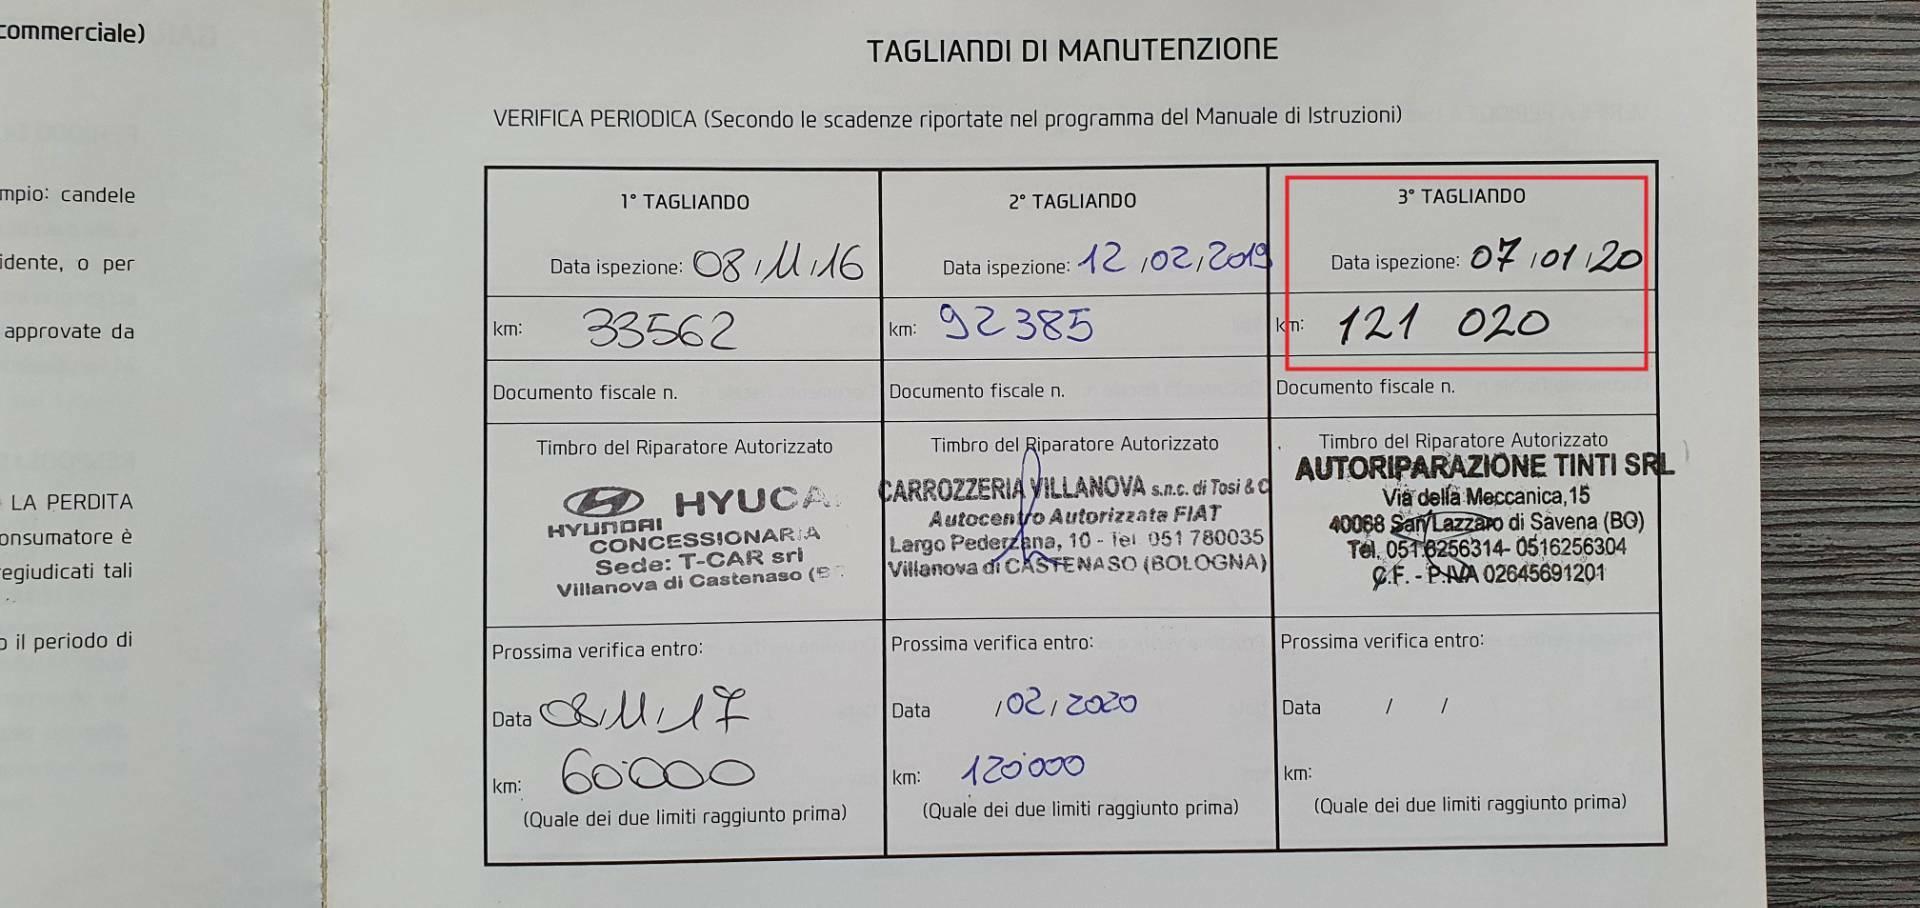 commerciale)
mpio: candele
idente, o per
approvate da
LA PERDITA
onsumatore è
egiudicati tali
o il periodo di
TAGLIANDI DI MANUTENZIONE
VERIFICA PERIODICA (Secondo le scadenze riportate nel programma del Manuale di Istruzioni)
1° TAGLIANDO
Data ispezione: 08/11/16
km: 33562
Documento fiscale n.
Timbro del Riparatore Autorizzato
HYUCA
HYUNDAI
CONCESSIONARIA
Sede: T-CAR srl
Villanova di Castenaso (B
Prossima verifica entro:
Data 08/11/17
km: 60.000
(Quale dei due limiti raggiunto prima)
2° TAGLIANDO
Data ispezione: 12/02/2019
km: 92385
Documento fiscale n.
Timbro del Riparatore Autorizzato
CARROZZERIA VILLANOVA s.n.c. di Tosi & C
Autocentro Autorizzata FIAT
Largo Pederzana, 10 - Tel 051 780035
Villanova di CASTENASO (BOLOGNA)
Prossima verifica entro:
Data /02/2020
km: 120.000
(Quale dei due limiti raggiunto prima)
3° TAGLIANDO
Data ispezione: 07/01/20
km: 121 020
Documento fiscale n.
Timbro del Riparatore Autorizzato
AUTORIPARAZIONE TINTI SRL
Via della Meccanica,15
40068 San Lazzaro di Savena (BO)
Tel. 051.6256314- 0516256304
C.F. - P.IVA 02645691201
Prossima verifica entro:
Data / /
km:
(Quale dei due limiti raggiunto prima)